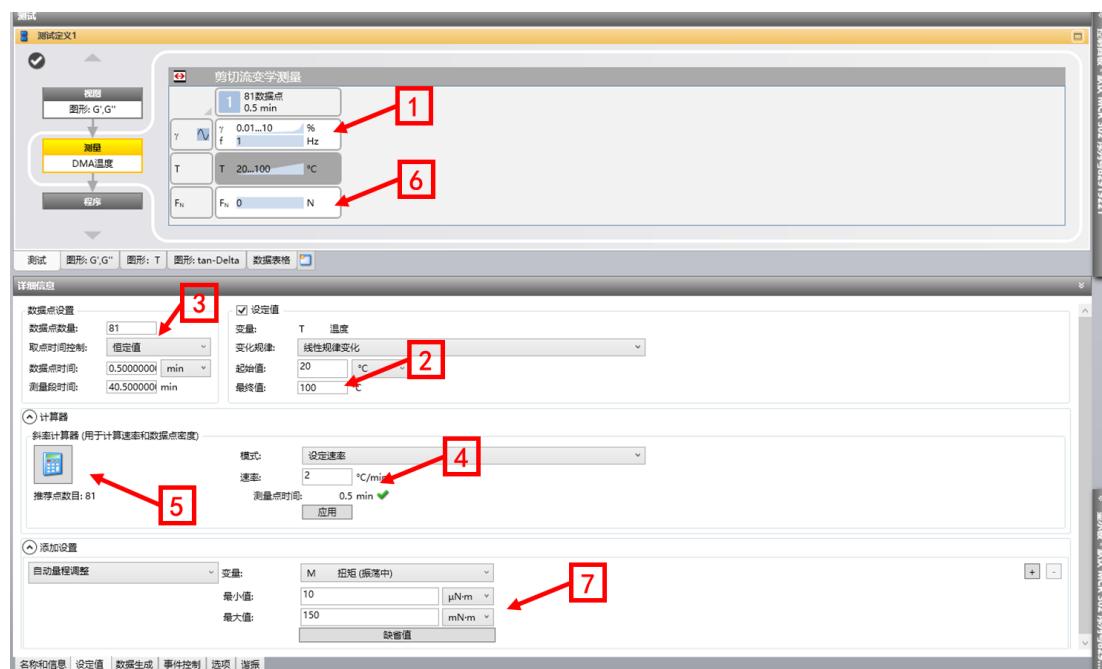 测试
测试定义1
视图
图形: G',G''
测量
DMA温度
程序
剪切流变学测量
1 81数据点
0.5 min
γ
γ 0.01...10 %
f 1 Hz
T
T 20...100 °C
FN
FN 0 N
1
6
测试 图形: G',G'' 图形: T 图形: tan-Delta 数据表格
详细信息
数据点设置
数据点数量: 81
取点时间控制: 恒定值
数据点时间: 0.5000000 min
测量段时间: 40.500000 min
3
设定值
变量: T 温度
变化规律: 线性规律变化
起始值: 20 °C
最终值: 100 °C
2
计算器
斜率计算器 (用于计算速率和数据点密度)
推荐点数目: 81
5
模式: 设定速率
速率: 2 °C/min
测量点时间: 0.5 min
应用
4
添加设置
自动量程调整
变量: M 扭矩 (振荡中)
最小值: 10 µN·m
最大值: 150 mN·m
缺省值
+ -
7
名称和信息 设定值 数据生成 事件控制 选项 谐振